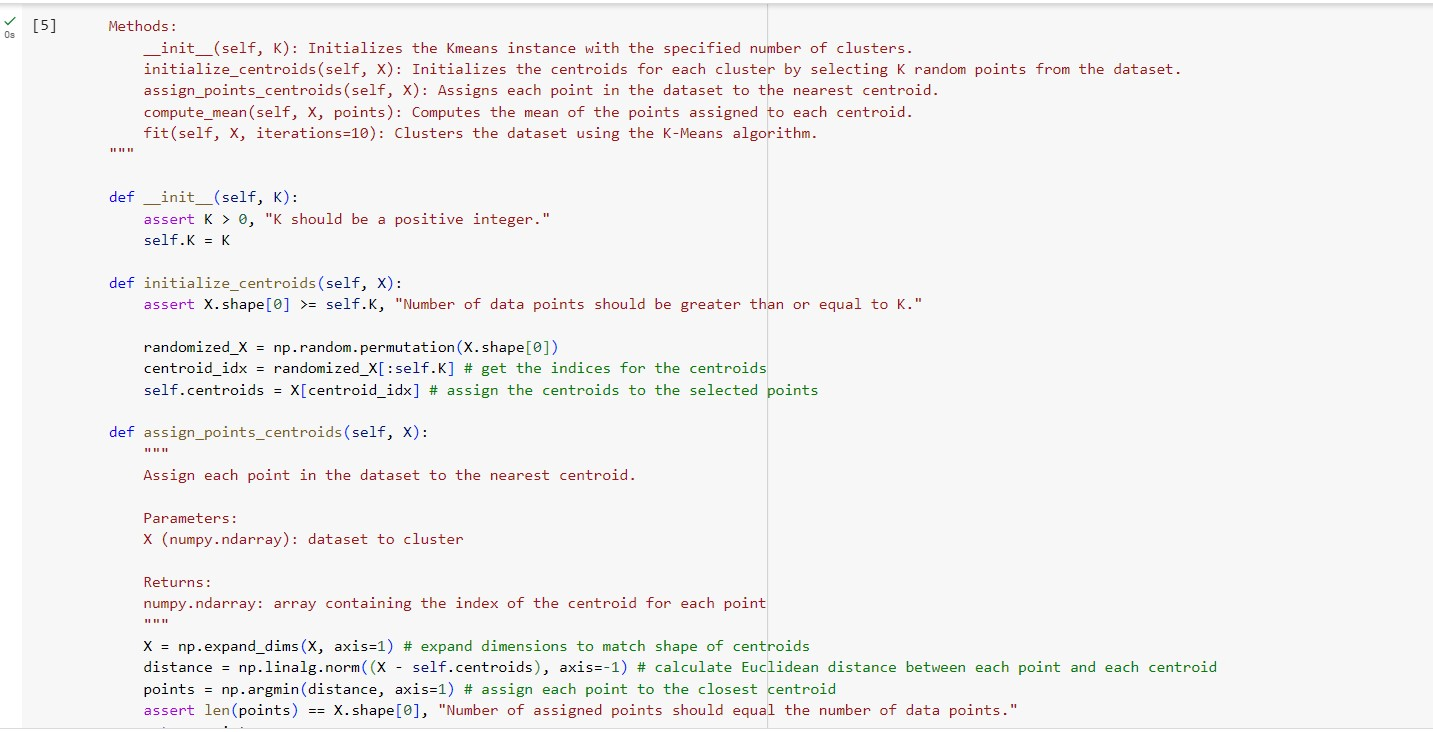 [5]
0s
Methods:
__init__(self, K): Initializes the Kmeans instance with the specified number of clusters.
initialize_centroids(self, X): Initializes the centroids for each cluster by selecting K random points from the dataset.
assign_points_centroids(self, X): Assigns each point in the dataset to the nearest centroid.
compute_mean(self, X, points): Computes the mean of the points assigned to each centroid.
fit(self, X, iterations=10): Clusters the dataset using the K-Means algorithm.
"""
def __init__(self, K):
assert K > 0, "K should be a positive integer."
self.K = K
def initialize_centroids(self, X):
assert X.shape[0] >= self.K, "Number of data points should be greater than or equal to K."
randomized_X = np.random.permutation(X.shape[0])
centroid_idx = randomized_X[:self.K] # get the indices for the centroids
self.centroids = X[centroid_idx] # assign the centroids to the selected points
def assign_points_centroids(self, X):
"""
Assign each point in the dataset to the nearest centroid.
Parameters:
X (numpy.ndarray): dataset to cluster
Returns:
numpy.ndarray: array containing the index of the centroid for each point
"""
X = np.expand_dims(X, axis=1) # expand dimensions to match shape of centroids
distance = np.linalg.norm((X - self.centroids), axis=-1) # calculate Euclidean distance between each point and each centroid
points = np.argmin(distance, axis=1) # assign each point to the closest centroid
assert len(points) == X.shape[0], "Number of assigned points should equal the number of data points."